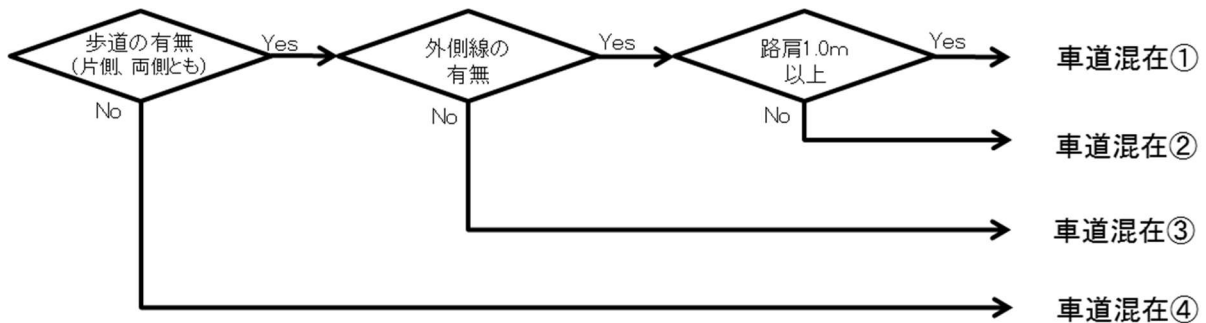 歩道の有無
(片側、両側とも)
Yes
外側線の
有無
Yes
路肩1.0m
以上
Yes
車道混在①
No
No
No
車道混在②
車道混在③
車道混在④